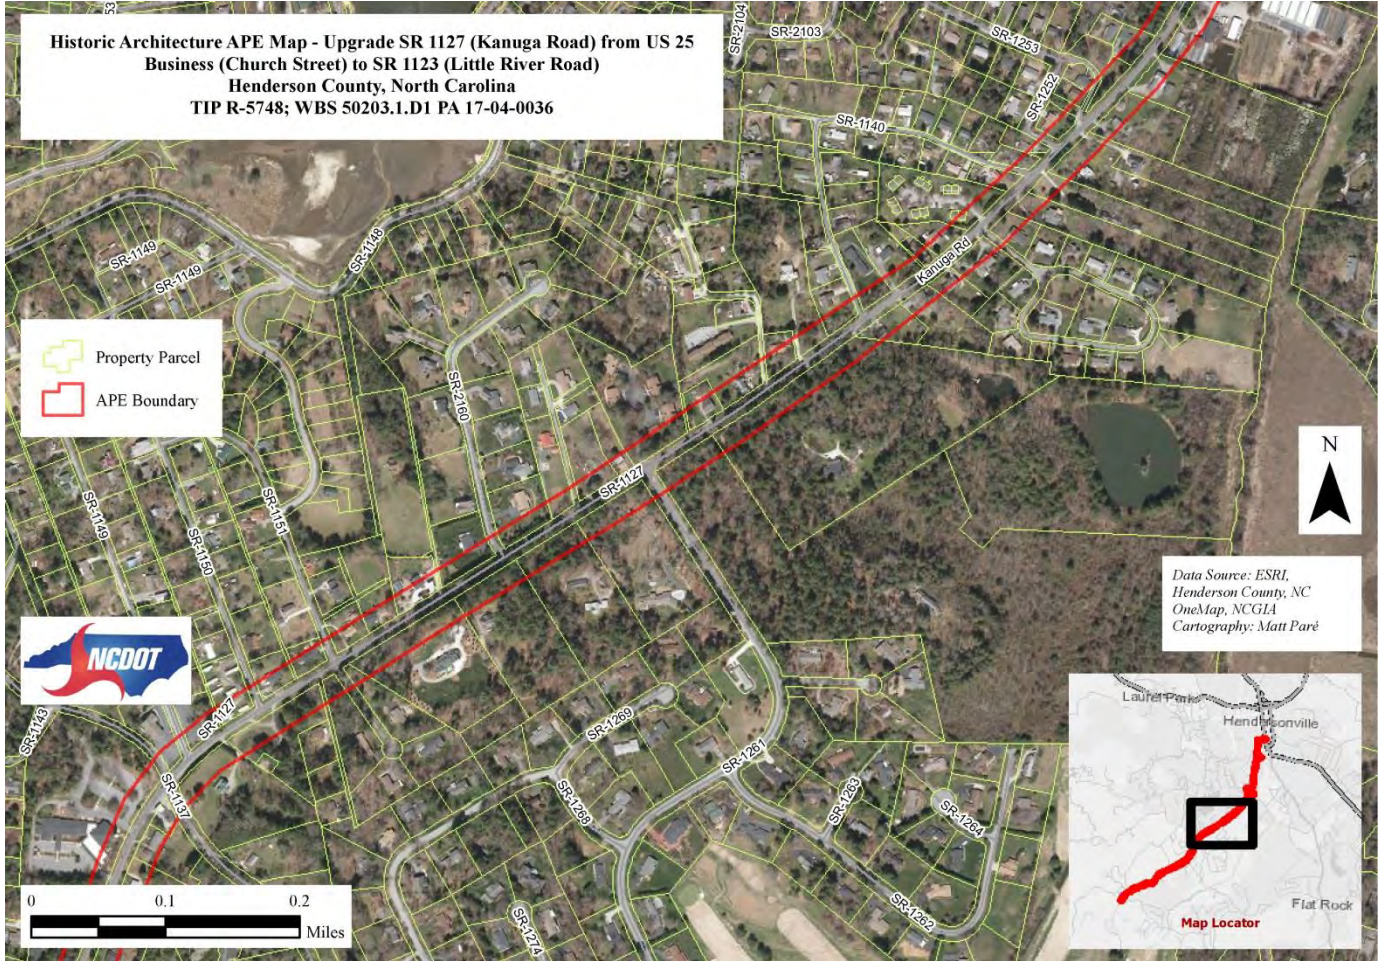 Historic Architecture APE Map - Upgrade SR 1127 (Kanuga Road) from US 25
Business (Church Street) to SR 1123 (Little River Road)
Henderson County, North Carolina
TIP R-5748; WBS 50203.1.D1 PA 17-04-0036
SR-2104
SR-2103
SR-1253
SR-1252
SR-1140
SR-1149
SR-1149
SR-1148
Kanuga Rd
Property Parcel
APE Boundary
SR-2160
SR-1127
N
SR-1149
SR-1150
SR-1151
Data Source: ESRI,
Henderson County, NC
OneMap, NCGIA
Cartography: Matt Paré
NCDOT
SR-1143
SR-1127
SR-1137
SR-1269
SR-1261
SR-1268
SR-1263
SR-1264
SR-1262
SR-1274
Laurel Park
Hendersonville
Flat Rock
Map Locator
0 0.1 0.2
Miles